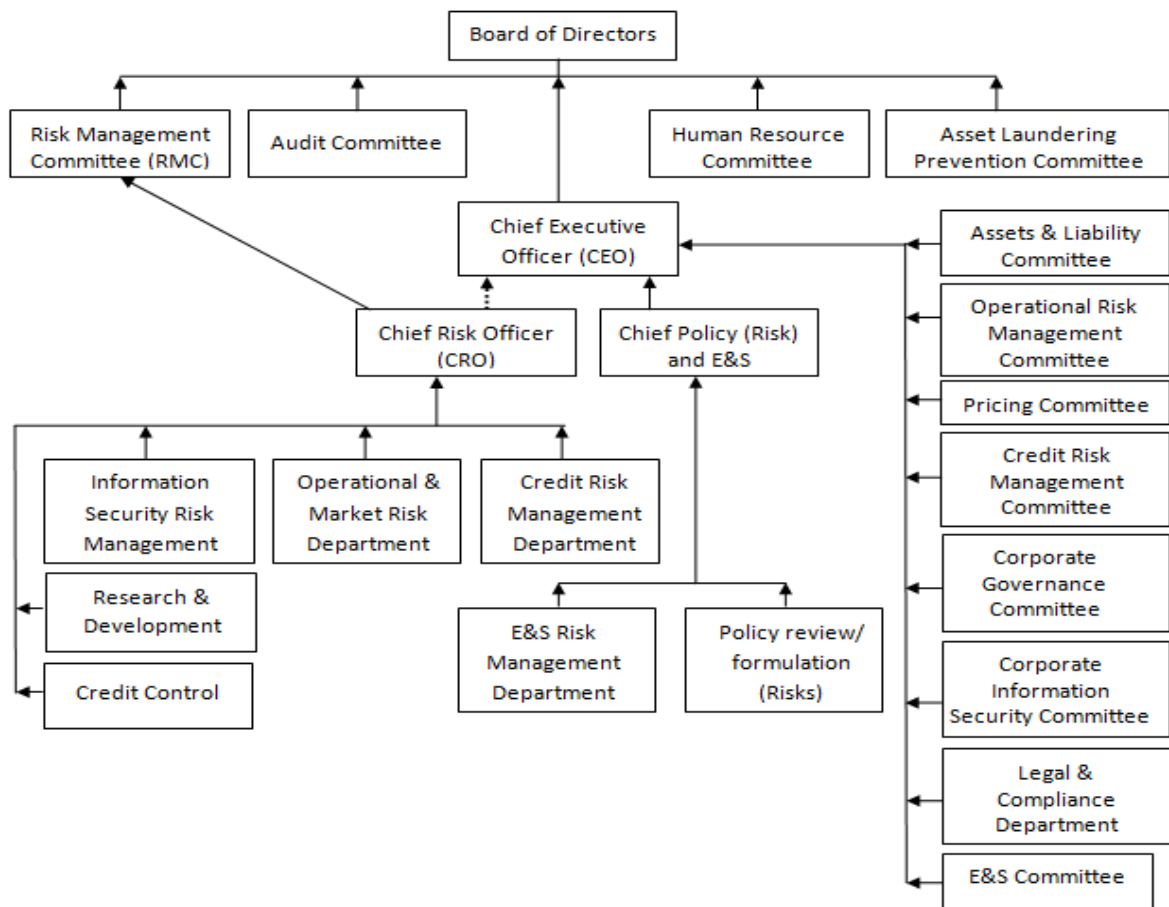 Board of Directors
Risk Management
Committee (RMC)
Audit Committee
Human Resource
Committee
Asset Laundering
Prevention Committee
Chief Executive
Officer (CEO)
Assets & Liability
Committee
Operational Risk
Management
Committee
Chief Risk Officer
(CRO)
Chief Policy (Risk)
and E&S
Pricing Committee
Credit Risk
Management
Committee
Information
Security Risk
Management
Operational &
Market Risk
Department
Credit Risk
Management
Department
Corporate
Governance
Committee
Research &
Development
E&S Risk
Management
Department
Policy review/
formulation
(Risks)
Credit Control
Corporate
Information
Security Committee
Legal &
Compliance
Department
E&S Committee